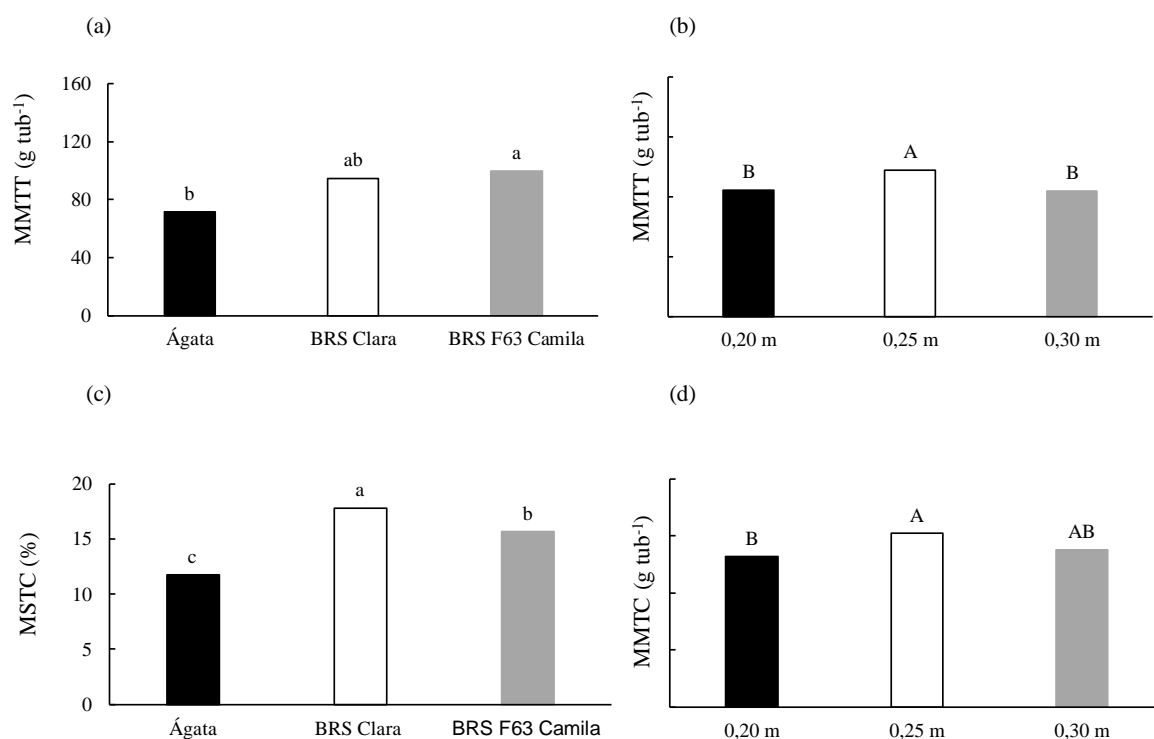 (a)
160
120
80
40
0
MMTT (g tub⁻¹)
b
ab
a
Ágata
BRS Clara
BRS F63 Camila
(b)
MMTT (g tub⁻¹)
B
A
B
0,20 m
0,25 m
0,30 m
(c)
20
15
10
5
0
MSTC (%)
c
a
b
Ágata
BRS Clara
BRS F63 Camila
(d)
MMTC (g tub⁻¹)
B
A
AB
0,20 m
0,25 m
0,30 m